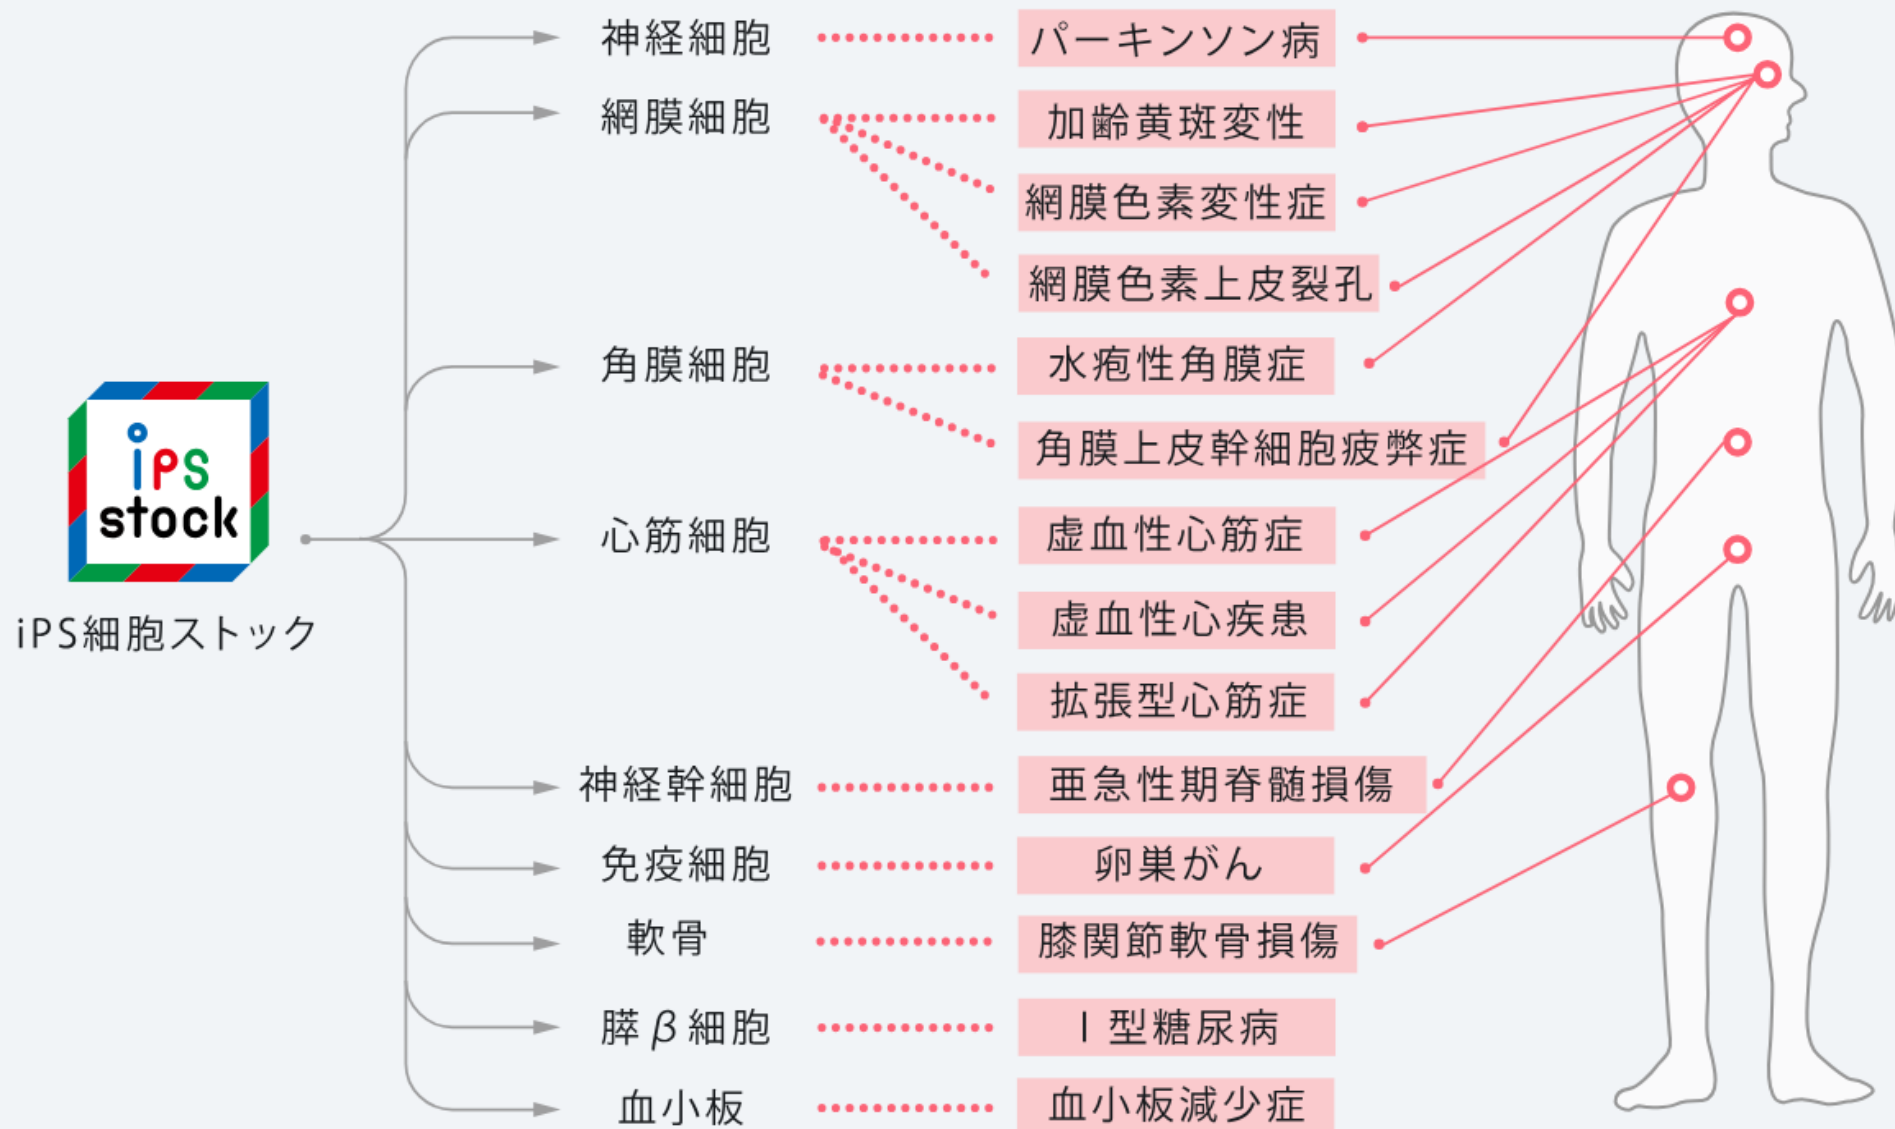 神経細胞
パーキンソン病
網膜細胞
加齢黄斑変性
網膜色素変性症
網膜色素上皮裂孔
角膜細胞
水疱性角膜症
角膜上皮幹細胞疲弊症
iPS
stock
iPS細胞ストック
心筋細胞
虚血性心筋症
虚血性心疾患
拡張型心筋症
神経幹細胞
亜急性期脊髄損傷
免疫細胞
卵巣がん
軟骨
膝関節軟骨損傷
膵β細胞
I型糖尿病
血小板
血小板減少症